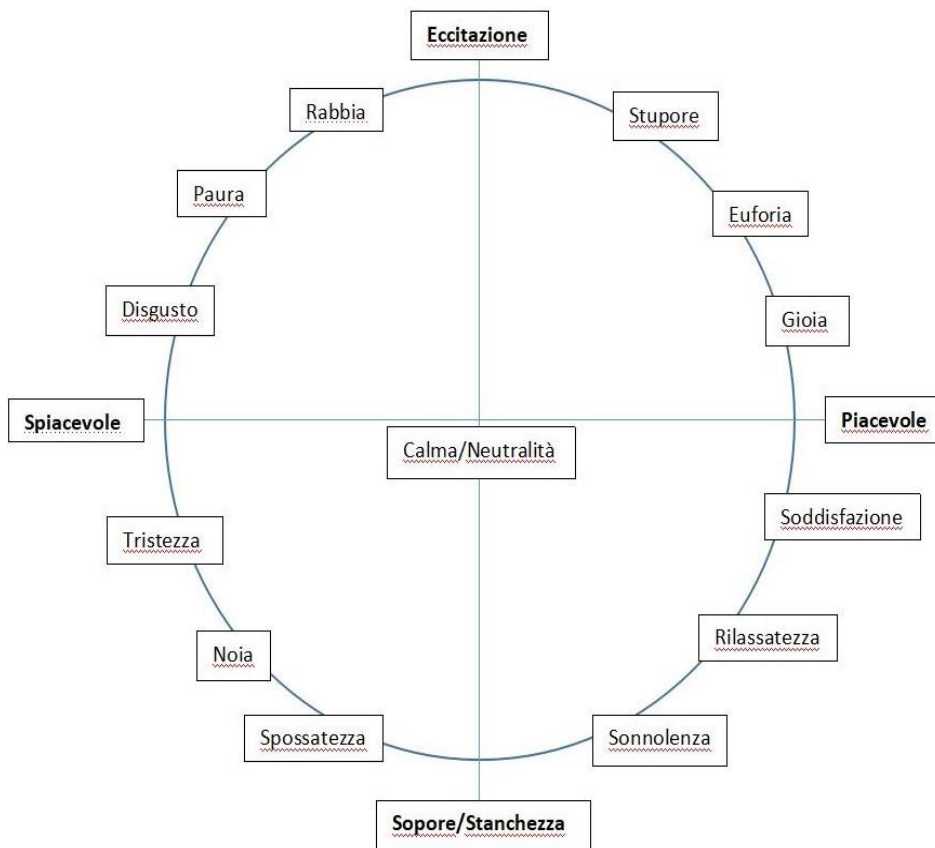 Eccitazione
Rabbia
Stupore
Paura
Euforia
Disgusto
Gioia
Spiacevole
Piacevole
Calma/Neutralità
Soddisfazione
Tristezza
Rilassatezza
Noia
Spossatezza
Sonnolenza
Sopore/Stanchezza